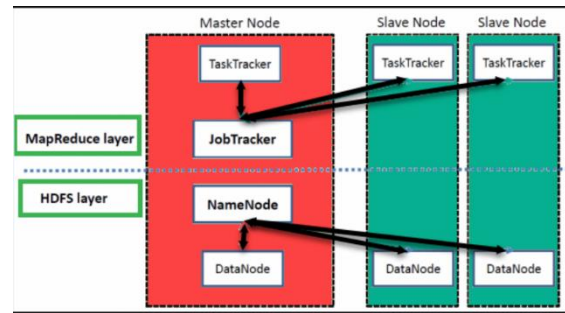 Master Node
Slave Node
Slave Node
TaskTracker
TaskTracker
TaskTracker
MapReduce layer
JobTracker
HDFS layer
NameNode
DataNode
DataNode
DataNode